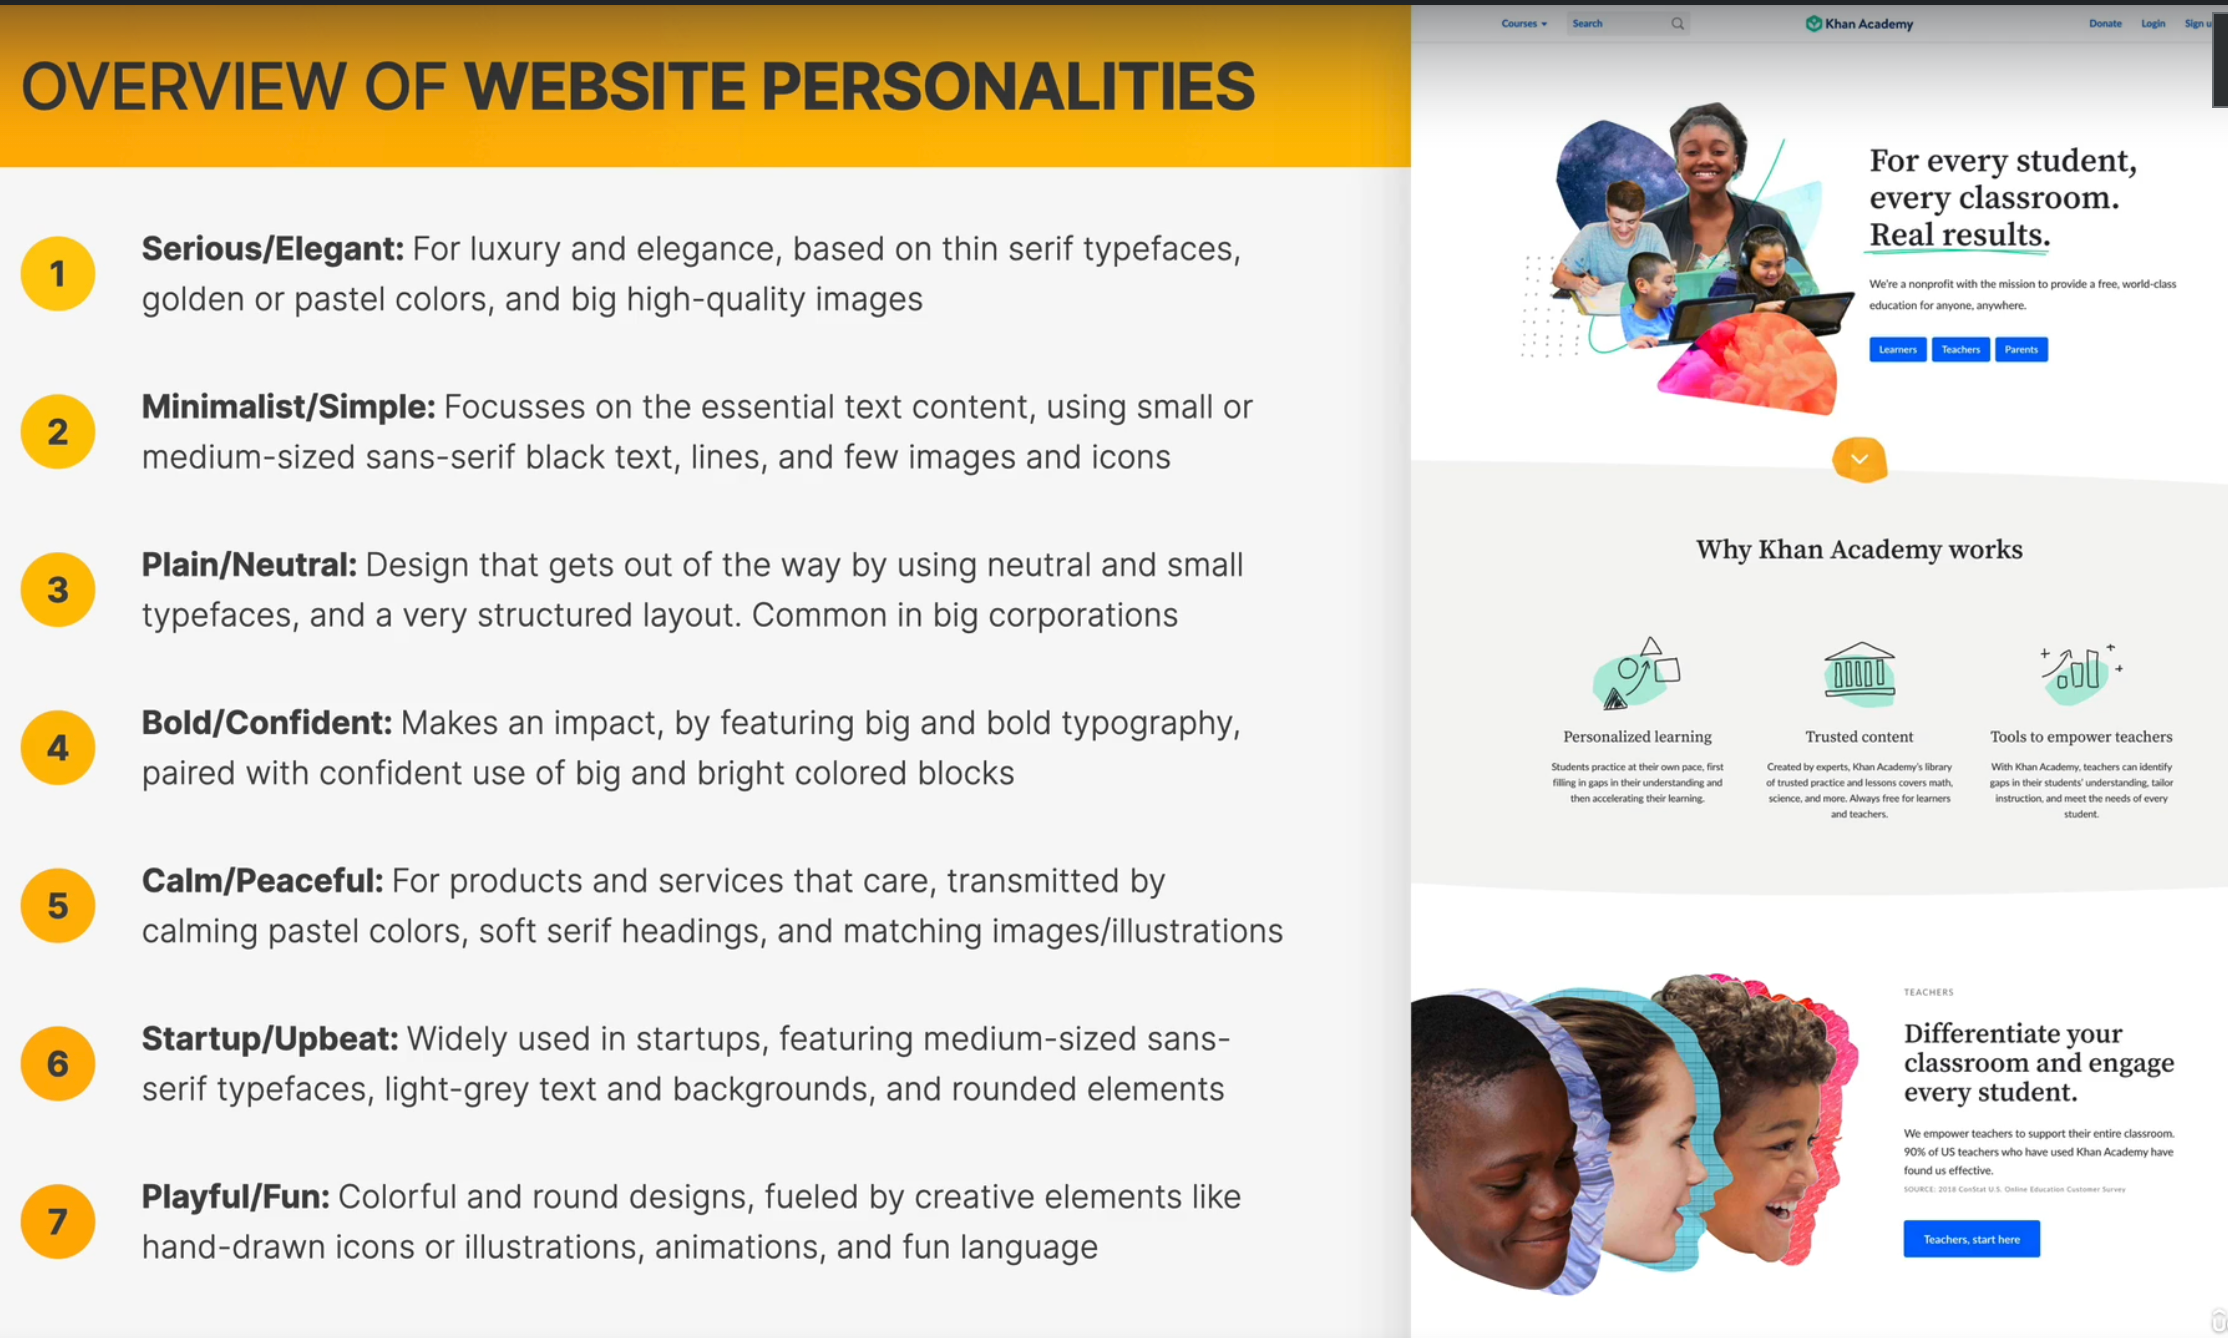 OVERVIEW OF WEBSITE PERSONALITIES
1
Serious/Elegant: For luxury and elegance, based on thin serif typefaces,
golden or pastel colors, and big high-quality images
2
Minimalist/Simple: Focusses on the essential text content, using small or
medium-sized sans-serif black text, lines, and few images and icons
3
Plain/Neutral: Design that gets out of the way by using neutral and small
typefaces, and a very structured layout. Common in big corporations
4
Bold/Confident: Makes an impact, by featuring big and bold typography,
paired with confident use of big and bright colored blocks
5
Calm/Peaceful: For products and services that care, transmitted by
calming pastel colors, soft serif headings, and matching images/illustrations
6
Startup/Upbeat: Widely used in startups, featuring medium-sized sans-
serif typefaces, light-grey text and backgrounds, and rounded elements
7
Playful/Fun: Colorful and round designs, fueled by creative elements like
hand-drawn icons or illustrations, animations, and fun language
Courses Search Khan Academy Donate Login Sign u
For every student,
every classroom.
Real results.
We're a nonprofit with the mission to provide a free, world-class
education for anyone, anywhere.
Learners Teachers Parents
Why Khan Academy works
Personalized learning
Students practice at their own pace, first
filling in gaps in their understanding and
then accelerating their learning.
Trusted content
Created by experts, Khan Academy's library
of trusted practice and lessons covers math,
science, and more. Always free for learners
and teachers.
Tools to empower teachers
With Khan Academy, teachers can identify
gaps in their students' understanding, tailor
instruction, and meet the needs of every
student.
TEACHERS
Differentiate your
classroom and engage
every student.
We empower teachers to support their entire classroom.
90% of US teachers who have used Khan Academy have
found us effective.
SOURCE: 2018 ConStat U.S. Online Education Customer Survey
Teachers, start here